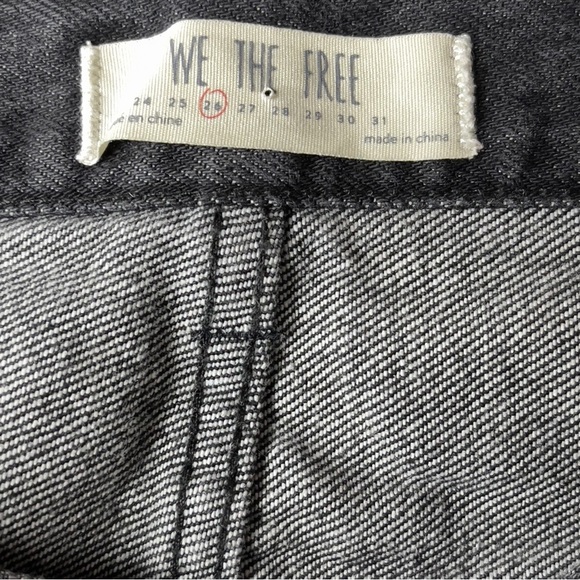 WE THE FREE
24 25 26 27 28 29 30 31
en chine
made in china